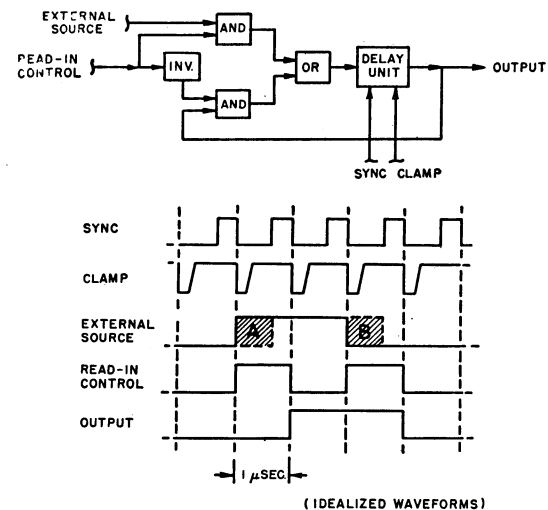 EXTERNAL
SOURCE
READ-IN
CONTROL
INV.
AND
AND
OR
DELAY
UNIT
OUTPUT
SYNC CLAMP
SYNC
CLAMP
EXTERNAL
SOURCE
A
B
READ-IN
CONTROL
OUTPUT
1 μSEC.
(IDEALIZED WAVEFORMS)